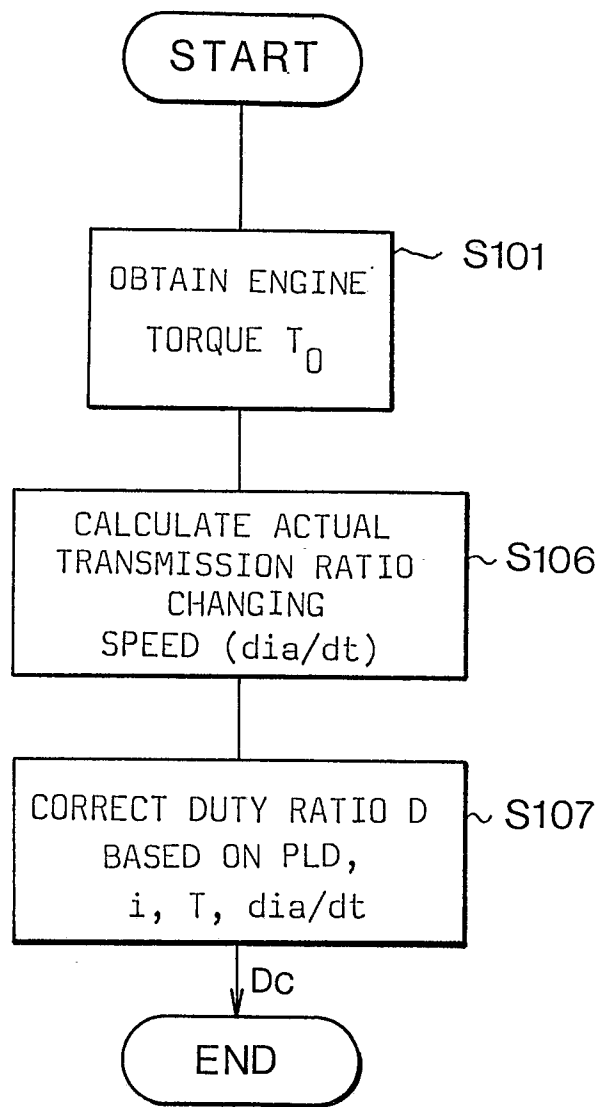 START
OBTAIN ENGINE
TORQUE T0
S101
CALCULATE ACTUAL
TRANSMISSION RATIO
CHANGING
SPEED (dia/dt)
S106
CORRECT DUTY RATIO D
BASED ON PLD,
i, T, dia/dt
S107
Dc
END